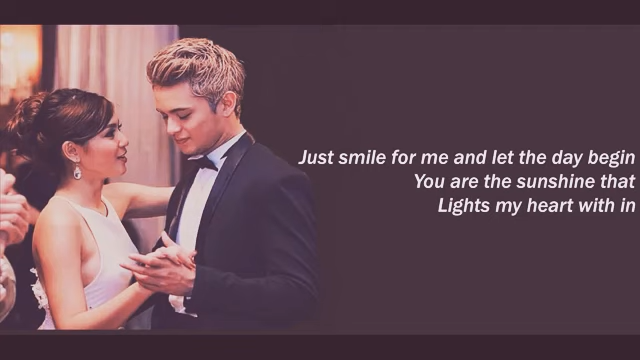 Just smile for me and let the day begin
You are the sunshine that
Lights my heart with in